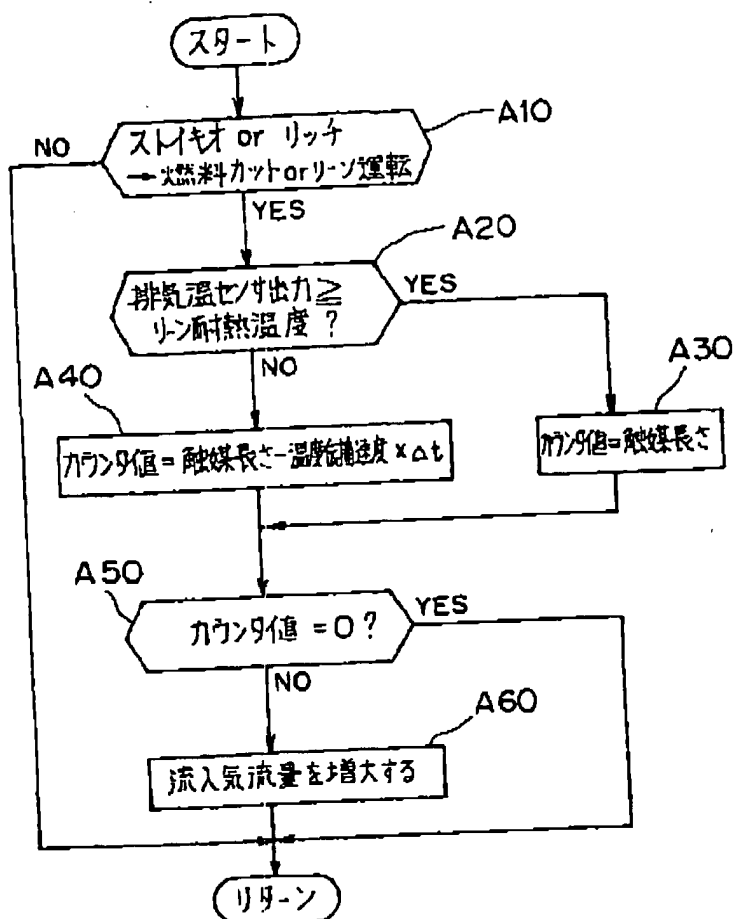 スタート
ストイキオ or リッチ
→燃料カットorリーン運転
A10
NO
YES
排気温センサ出力≧
リーン耐熱温度?
A20
YES
NO
A30
カウンタ値=触媒長さ
A40
カウンタ値=触媒長さ-温度伝播速度×Δt
A50
カウンタ値=0?
YES
NO
A60
流入気流量を増大する
リターン